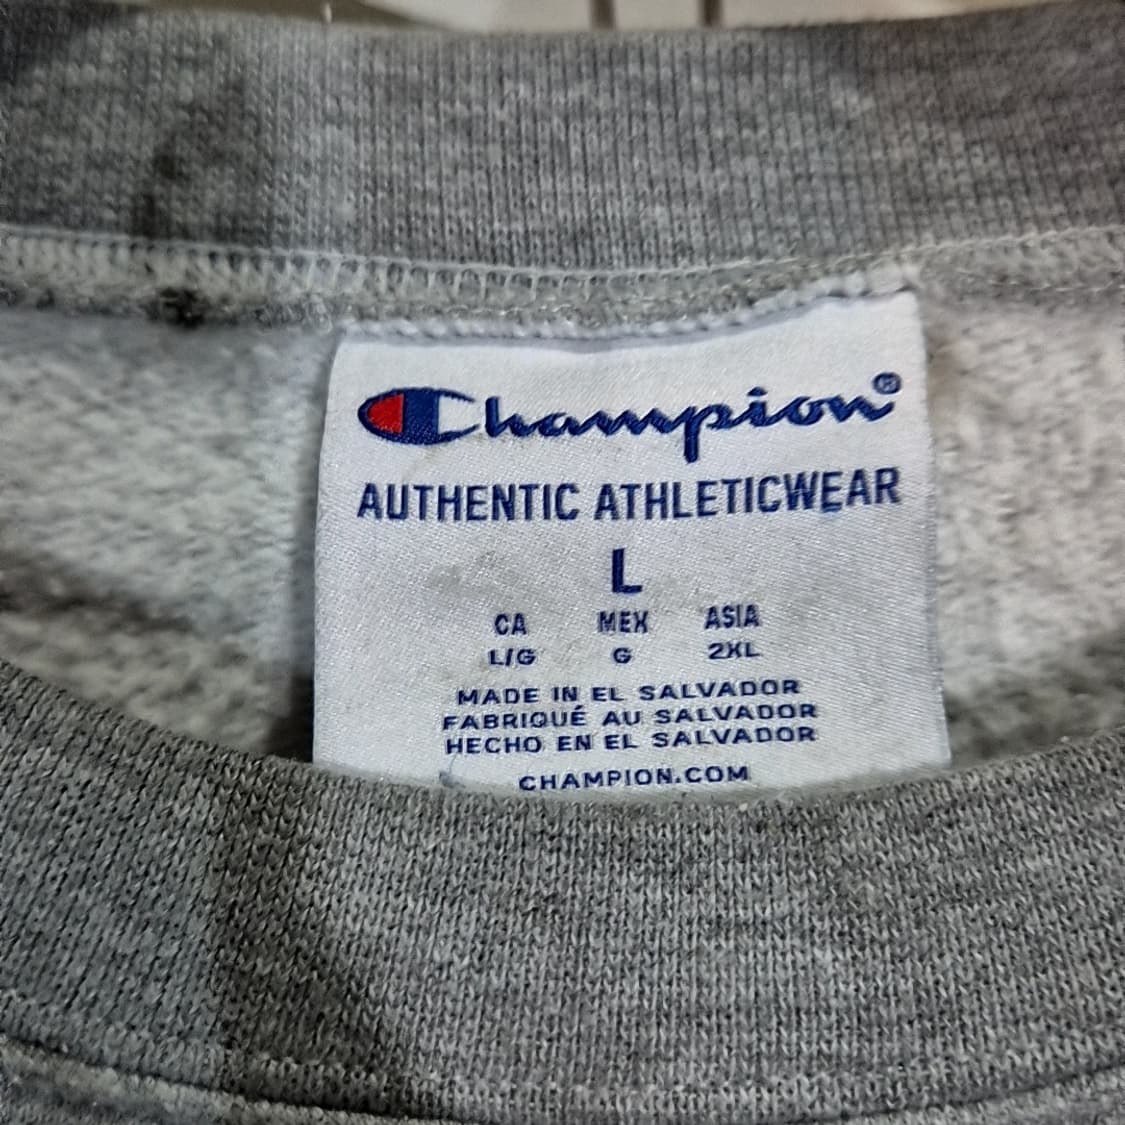 Champion®
AUTHENTIC ATHLETICWEAR
L
CA MEX ASIA
L/G G 2XL
MADE IN EL SALVADOR
FABRIQUÉ AU SALVADOR
HECHO EN EL SALVADOR
CHAMPION.COM